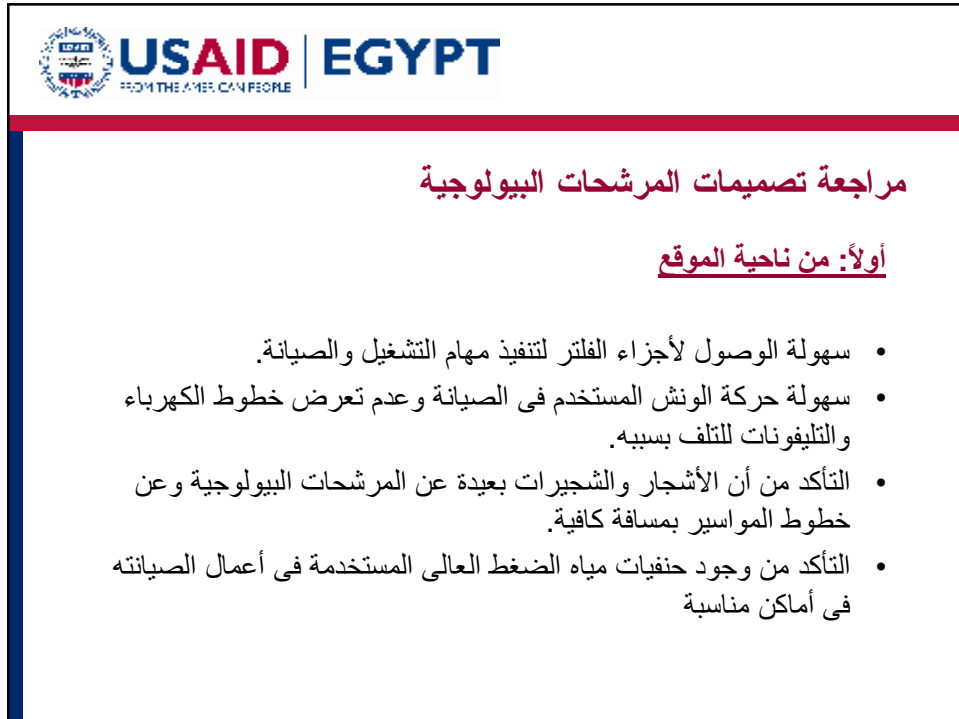 USAID | EGYPT
FROM THE AMERICAN PEOPLE
مراجعة تصميمات المرشحات البيولوجية
أولاً: من ناحية الموقع
• سهولة الوصول لأجزاء الفلتر لتنفيذ مهام التشغيل والصيانة.
• سهولة حركة الونش المستخدم فى الصيانة وعدم تعرض خطوط الكهرباء
والتليفونات للتلف بسببه.
• التأكد من أن الأشجار والشجيرات بعيدة عن المرشحات البيولوجية وعن
خطوط المواسير بمسافة كافية.
• التأكد من وجود حنفيات مياه الضغط العالى المستخدمة فى أعمال الصيانته
فى أماكن مناسبة